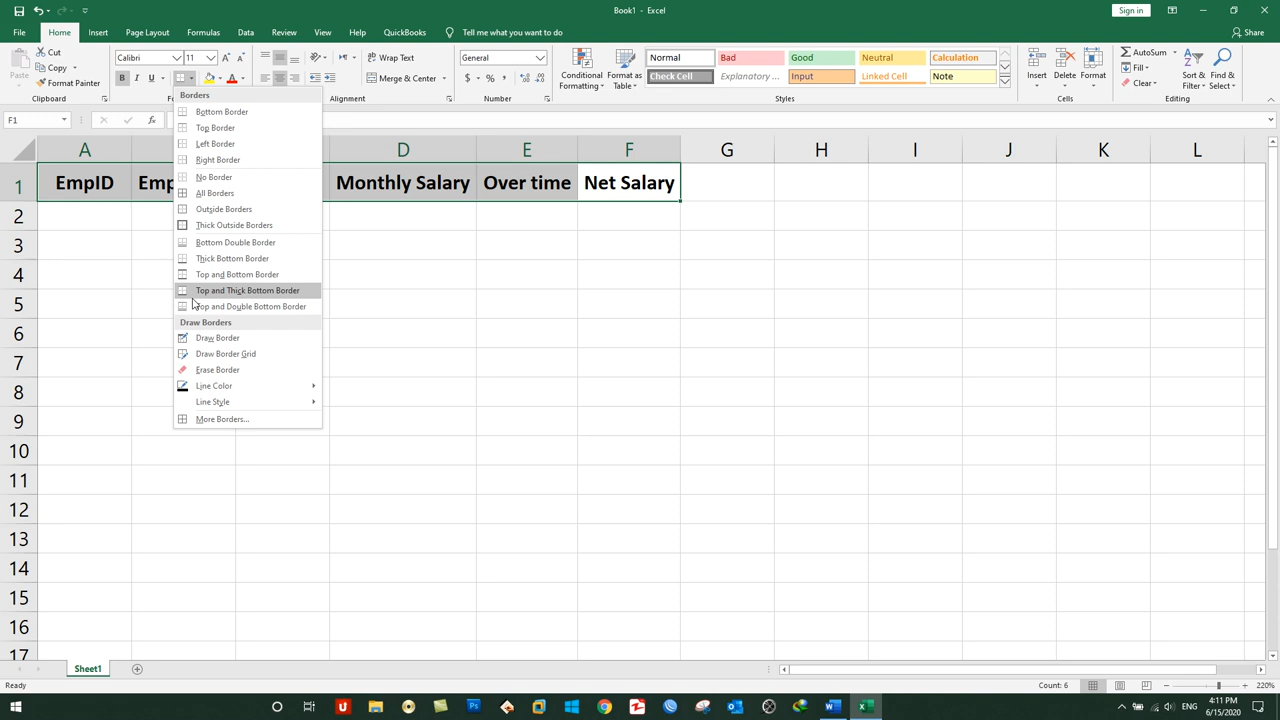 Book1 - Excel
Sign in
File Home Insert Page Layout Formulas Data Review View Help QuickBooks Tell me what you want to do Share
Paste
Cut
Copy
Format Painter
Clipboard
Calibri 11
B I U
Wrap Text
Merge & Center
Alignment
General
$ % ,
Number
Conditional Formatting
Format as Table
Normal Bad Good Neutral Calculation
Check Cell Explanatory ... Input Linked Cell Note
Styles
Insert Delete Format
Cells
AutoSum
Fill
Clear
Sort & Filter
Find & Select
Editing
F1
fx
Borders
Bottom Border
Top Border
Left Border
Right Border
No Border
All Borders
Outside Borders
Thick Outside Borders
Bottom Double Border
Thick Bottom Border
Top and Bottom Border
Top and Thick Bottom Border
Top and Double Bottom Border
Draw Borders
Draw Border
Draw Border Grid
Erase Border
Line Color
Line Style
More Borders...
A D E F G H I J K L
1 EmpID Monthly Salary Over time Net Salary
2
3
4
5
6
7
8
9
10
11
12
13
14
15
16
17
Sheet1
Ready
Count: 6
220%
4:11 PM
6/15/2020